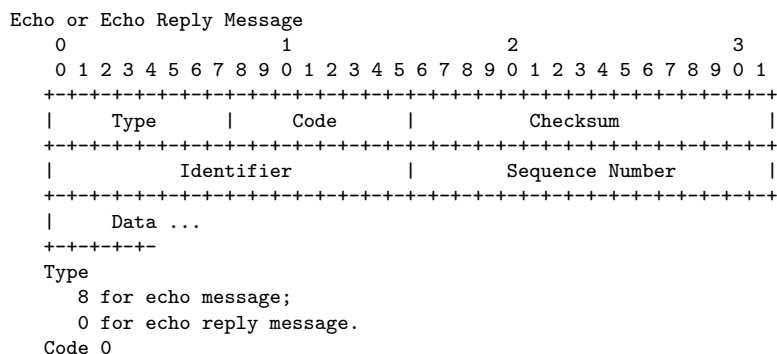 Echo or Echo Reply Message
0 1 2 3
0 1 2 3 4 5 6 7 8 9 0 1 2 3 4 5 6 7 8 9 0 1 2 3 4 5 6 7 8 9 0 1
+-+-+-+-+-+-+-+-+-+-+-+-+-+-+-+-+-+-+-+-+-+-+-+-+-+-+-+-+-+-+-+-+
| Type | Code | Checksum |
+-+-+-+-+-+-+-+-+-+-+-+-+-+-+-+-+-+-+-+-+-+-+-+-+-+-+-+-+-+-+-+-+
| Identifier | Sequence Number |
+-+-+-+-+-+-+-+-+-+-+-+-+-+-+-+-+-+-+-+-+-+-+-+-+-+-+-+-+-+-+-+-+
| Data ...
+-+-+-+-+-
Type
8 for echo message;
0 for echo reply message.
Code 0